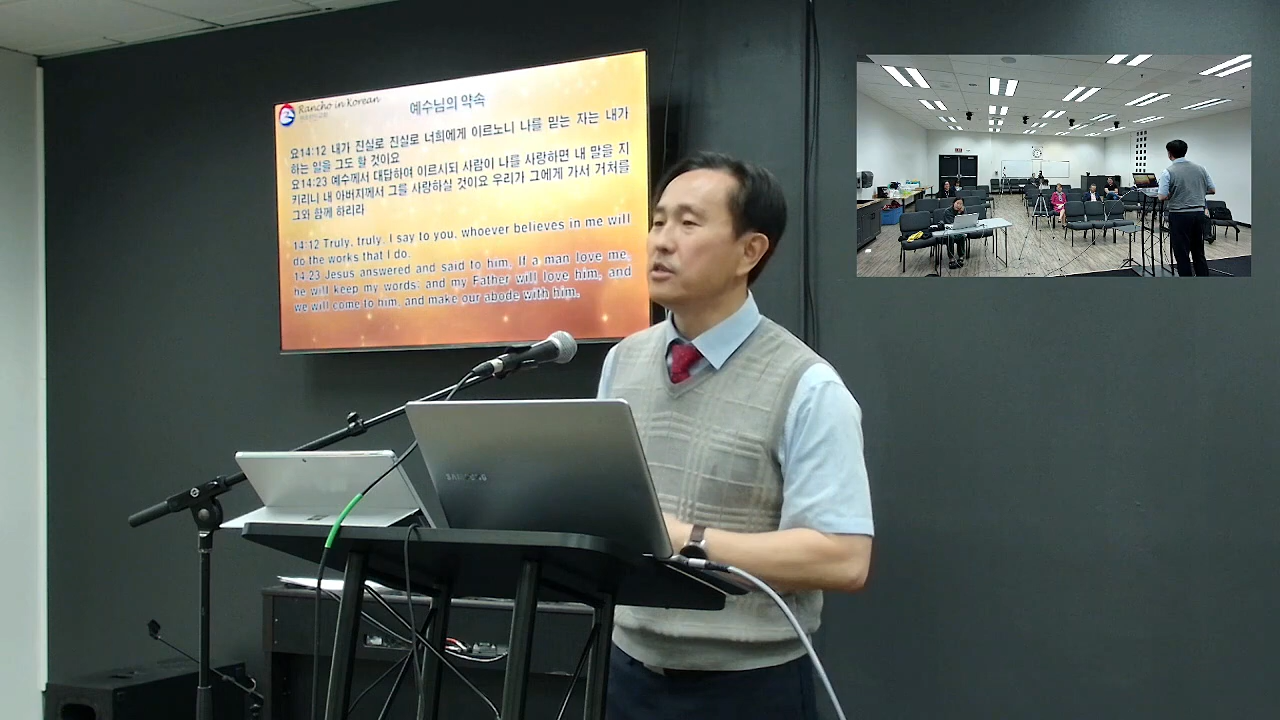 Rancho in Korean
예수님의 약속
요14:12 내가 진실로 진실로 너희에게 이르노니 나를 믿는 자는 내가
하는 일을 그도 할 것이요
요14:23 예수께서 대답하여 이르시되 사람이 나를 사랑하면 내 말을 지
키리니 내 아버지께서 그를 사랑하실 것이요 우리가 그에게 가서 거처를
그와 함께 하리라
14:12 Truly, truly, I say to you, whoever believes in me will
do the works that I do.
14:23 Jesus answered and said to him, If a man love me,
he will keep my words: and my Father will love him, and
we will come to him, and make our abode with him.
SAMSUNG